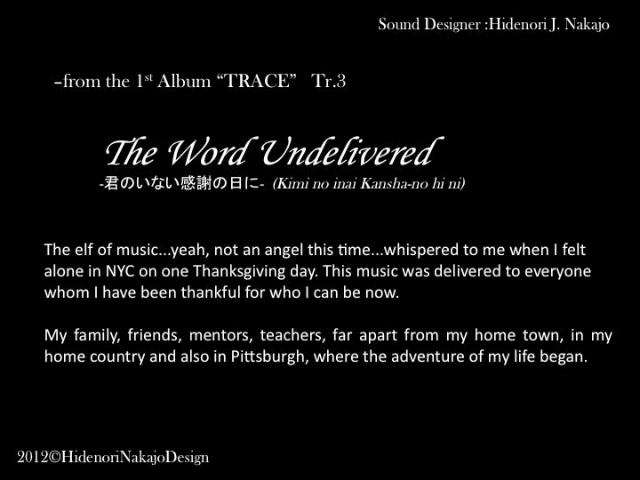 Sound Designer :Hidenori J. Nakajo
–from the 1st Album “TRACE” Tr.3
The Word Undelivered
-君のいない感謝の日に- (Kimi no inai Kansha-no hi ni)
The elf of music...yeah, not an angel this time...whispered to me when I felt
alone in NYC on one Thanksgiving day. This music was delivered to everyone
whom I have been thankful for who I can be now.
My family, friends, mentors, teachers, far apart from my home town, in my
home country and also in Pittsburgh, where the adventure of my life began.
2012©HidenoriNakajoDesign